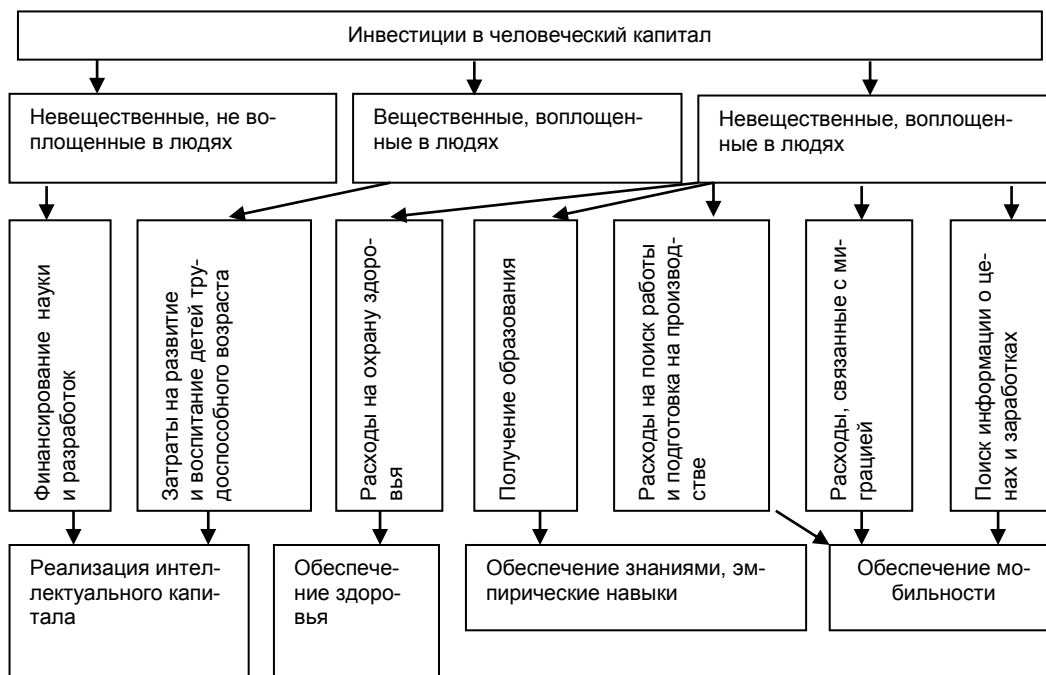 Инвестиции в человеческий капитал
Невещественные, не во-
площенные в людях
Вещественные, воплощен-
ные в людях
Невещественные, воплощен-
ные в людях
Финансирование науки
и разработок
Затраты на развитие
и воспитание детей тру-
доспособного возраста
Расходы на охрану здоро-
вья
Получение образования
Расходы на поиск работы
и подготовка на производ-
стве
Расходы, связанные с ми-
грацией
Поиск информации о це-
нах и заработках
Реализация интел-
лектуального капи-
тала
Обеспече-
ние здоро-
вья
Обеспечение знаниями, эм-
пирические навыки
Обеспечение мо-
бильности